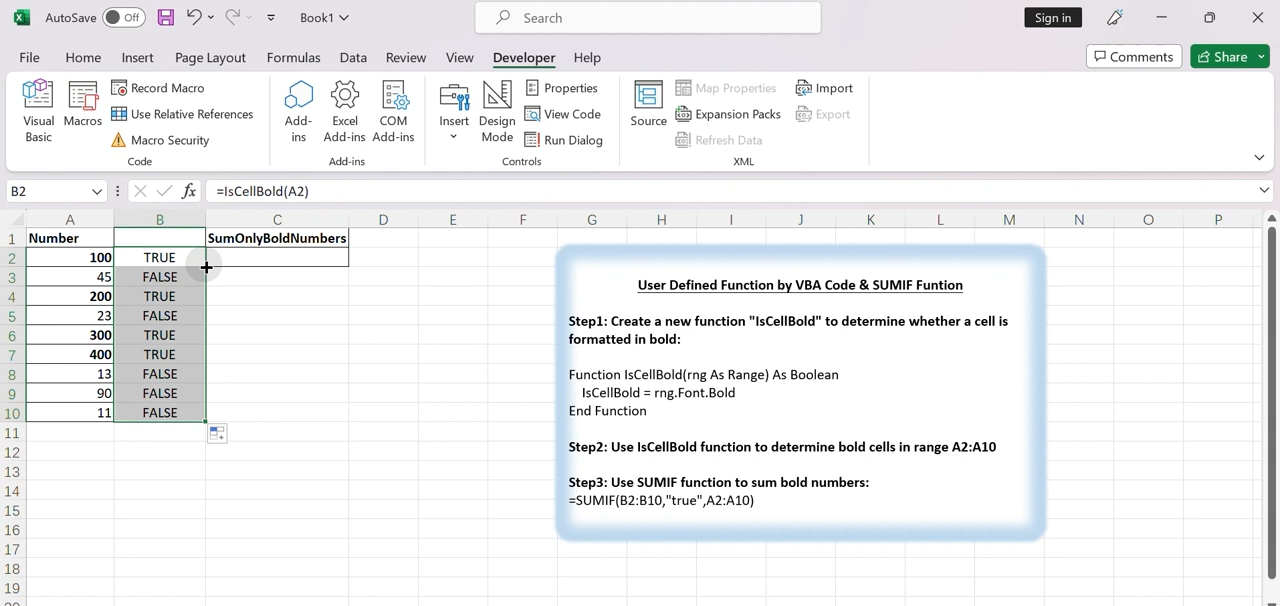 AutoSave Off Book1 Search Sign in
File Home Insert Page Layout Formulas Data Review View Developer Help Comments Share
Visual Basic
Macros
Record Macro
Use Relative References
Macro Security
Code
Add-ins
Excel Add-ins
COM Add-ins
Add-ins
Insert
Design Mode
Properties
View Code
Run Dialog
Controls
Source
Map Properties
Expansion Packs
Refresh Data
Import
Export
XML
B2 fx =IsCellBold(A2)
A B C D E F G H I J K L M N O P
1 Number SumOnlyBoldNumbers
2 100 TRUE
3 45 FALSE
4 200 TRUE
5 23 FALSE
6 300 TRUE
7 400 TRUE
8 13 FALSE
9 90 FALSE
10 11 FALSE
11
12
13
14
15
16
17
18
19
User Defined Function by VBA Code & SUMIF Funtion
Step1: Create a new function "IsCellBold" to determine whether a cell is
formatted in bold:
Function IsCellBold(rng As Range) As Boolean
IsCellBold = rng.Font.Bold
End Function
Step2: Use IsCellBold function to determine bold cells in range A2:A10
Step3: Use SUMIF function to sum bold numbers:
=SUMIF(B2:B10,"true",A2:A10)